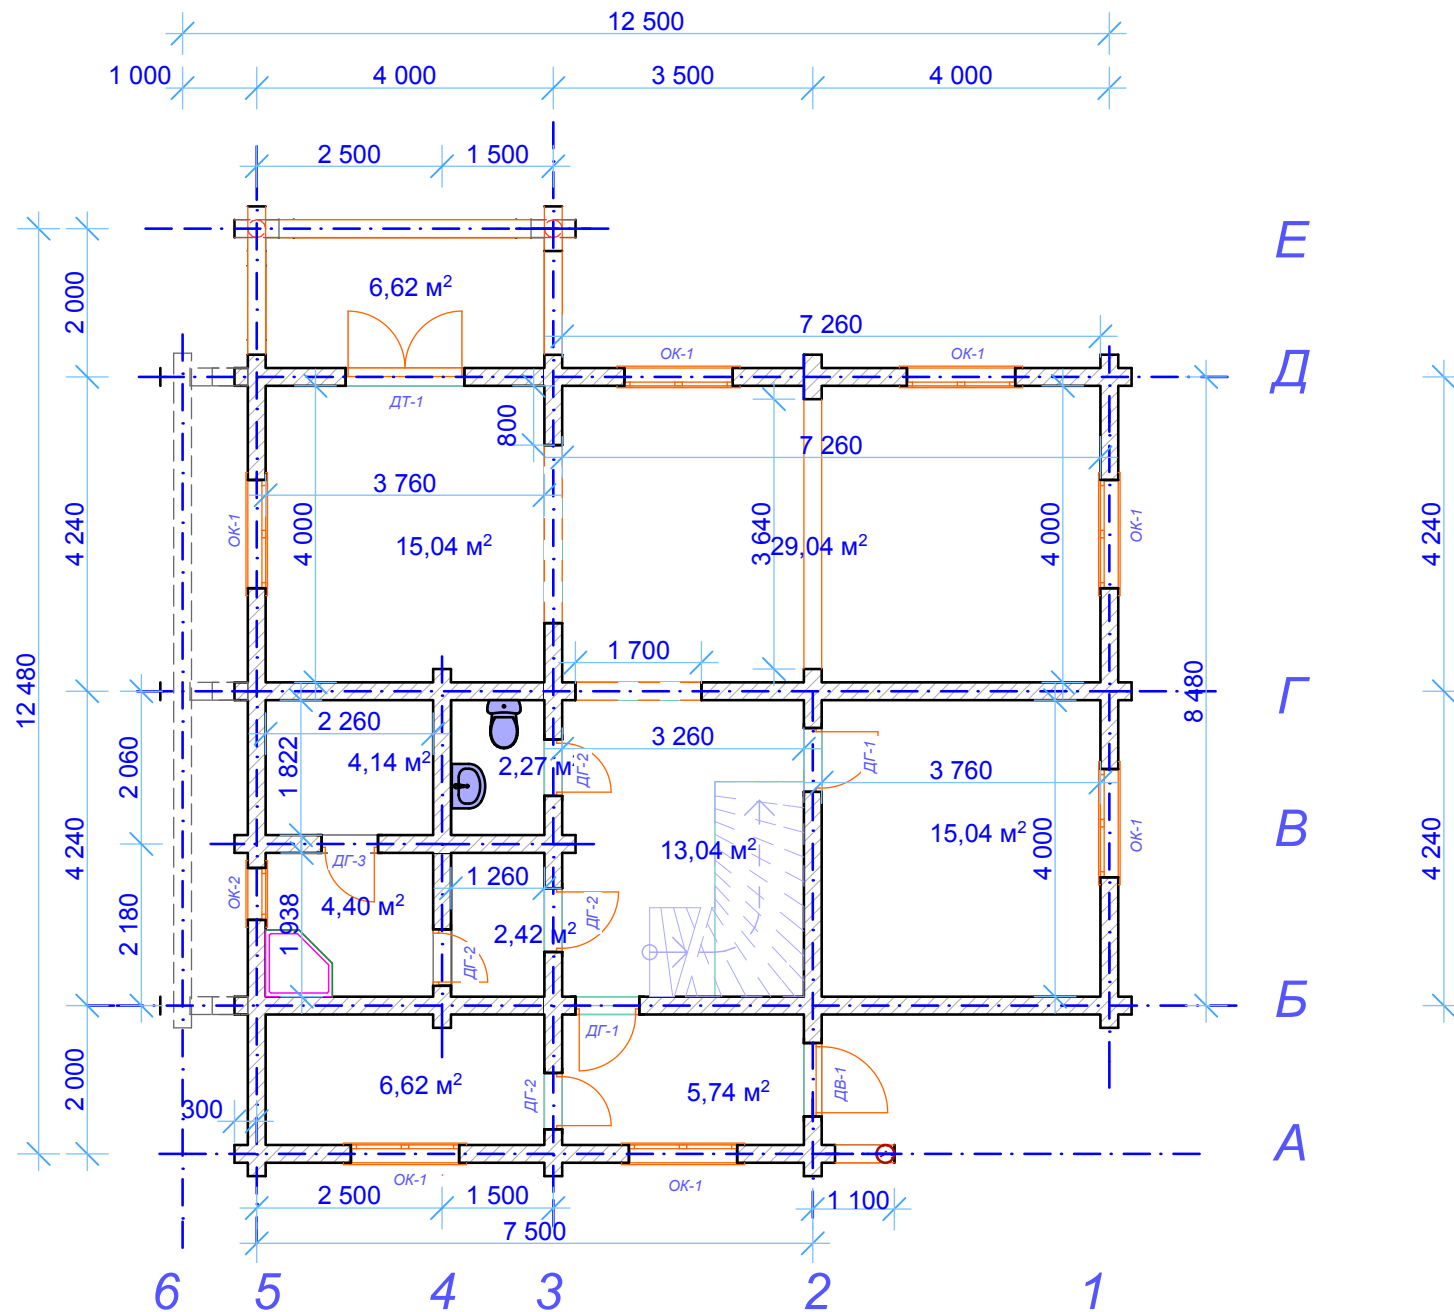 12 500
1 000
4 000
3 500
4 000
2 500
1 500
Е
2 000
6,62 м²
7 260
ОК-1
ОК-1
Д
ДТ-1
800
7 260
3 760
ОК-1
4 240
4 000
15,04 м²
3 640
29,04 м²
4 000
ОК-1
4 240
12 480
1 700
8 480
Г
2 260
3 260
ДГ-1
2 060
1 822
4,14 м²
2,27 м
ДГ-2
3 760
4 240
ДГ-3
13,04 м²
15,04 м²
ОК-1
В
4 000
4 240
ОК-2
1 260
4,40 м²
1 938
2 180
2,42 м²
ДГ-2
ДГ-2
Б
ДГ-1
2 000
6,62 м²
ДГ-2
5,74 м²
ДВ-1
300
А
ОК-1
ОК-1
2 500
1 500
1 100
7 500
6
5
4
3
2
1